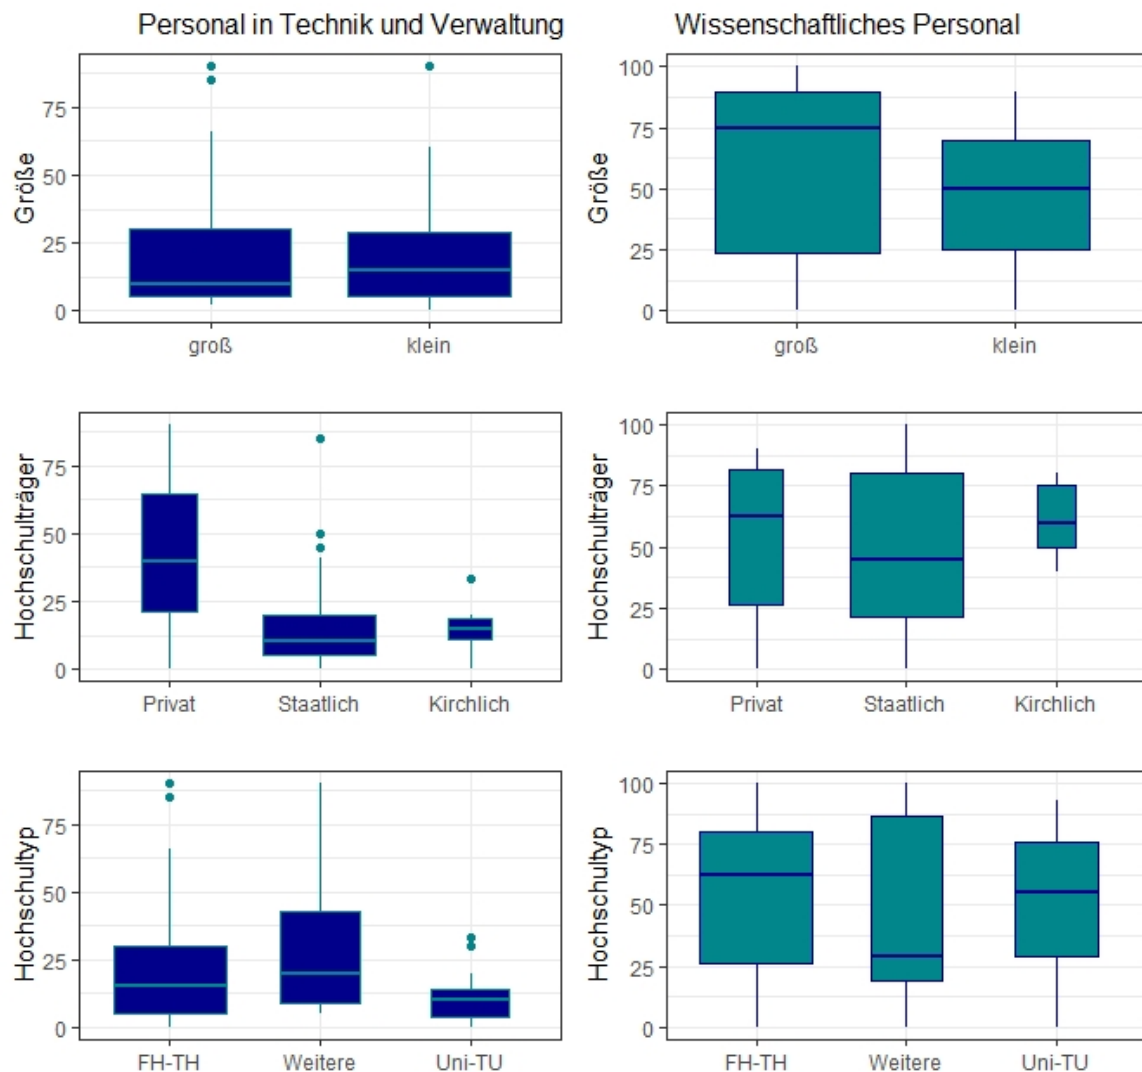 Personal in Technik und Verwaltung
Wissenschaftliches Personal
Größe
75
50
25
0
groß klein
Größe
100
75
50
25
0
groß klein
Hochschulträger
75
50
25
0
Privat Staatlich Kirchlich
Hochschulträger
100
75
50
25
0
Privat Staatlich Kirchlich
Hochschultyp
75
50
25
0
FH-TH Weitere Uni-TU
Hochschultyp
100
75
50
25
0
FH-TH Weitere Uni-TU